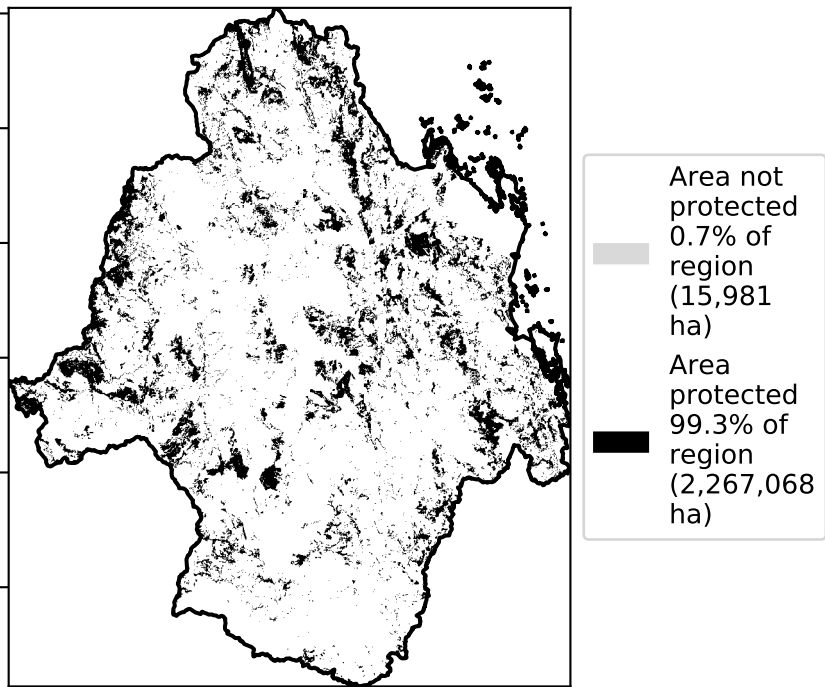 Area not
protected
0.7% of
region
(15,981
ha)
Area
protected
99.3% of
region
(2,267,068
ha)